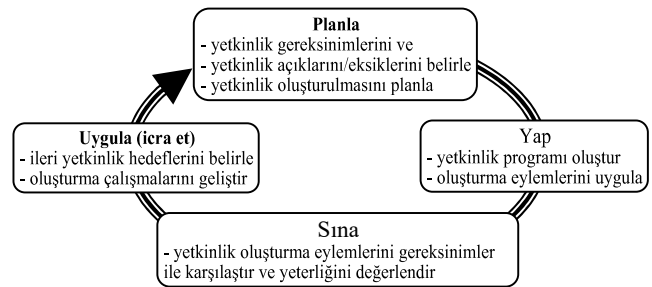 Planla
- yetkinlik gereksinimlerini ve
- yetkinlik açıklarını/eksiklerini belirle
- yetkinlik oluşturulmasını planla
Yap
- yetkinlik programı oluştur
- oluşturma eylemlerini uygula
Sına
- yetkinlik oluşturma eylemlerini gereksinimler
ile karşılaştır ve yeterliğini değerlendir
Uygula (icra et)
- ileri yetkinlik hedeflerini belirle
- oluşturma çalışmalarını geliştir